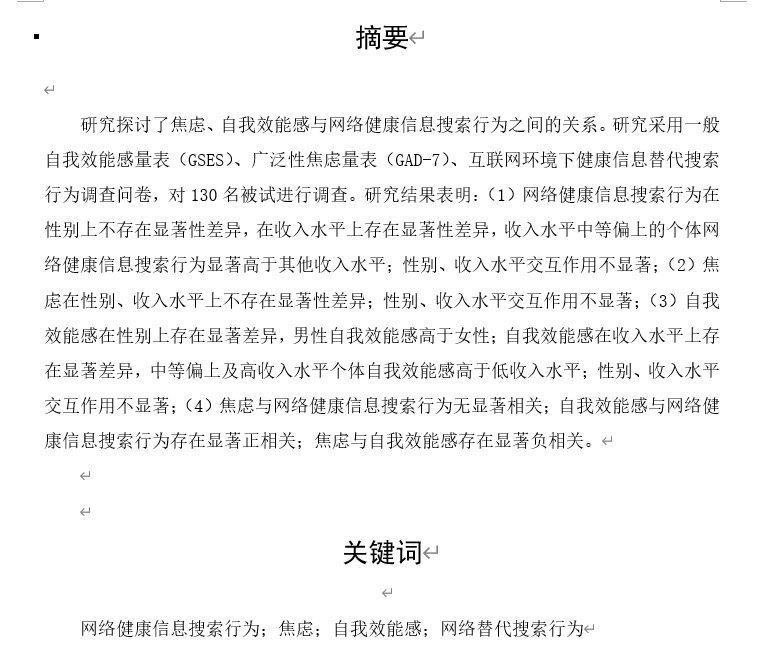 摘要
研究探讨了焦虑、自我效能感与网络健康信息搜索行为之间的关系。研究采用一般
自我效能感量表（GSES）、广泛性焦虑量表（GAD-7）、互联网环境下健康信息替代搜索
行为调查问卷，对 130 名被试进行调查。研究结果表明：（1）网络健康信息搜索行为在
性别上不存在显著性差异，在收入水平上存在显著性差异，收入水平中等偏上的个体网
络健康信息搜索行为显著高于其他收入水平；性别、收入水平交互作用不显著；（2）焦
虑在性别、收入水平上不存在显著性差异；性别、收入水平交互作用不显著；（3）自我
效能感在性别上存在显著差异，男性自我效能感高于女性；自我效能感在收入水平上存
在显著差异，中等偏上及高收入水平个体自我效能感高于低收入水平；性别、收入水平
交互作用不显著；（4）焦虑与网络健康信息搜索行为无显著相关；自我效能感与网络健
康信息搜索行为存在显著正相关；焦虑与自我效能感存在显著负相关。
关键词
网络健康信息搜索行为；焦虑；自我效能感；网络替代搜索行为